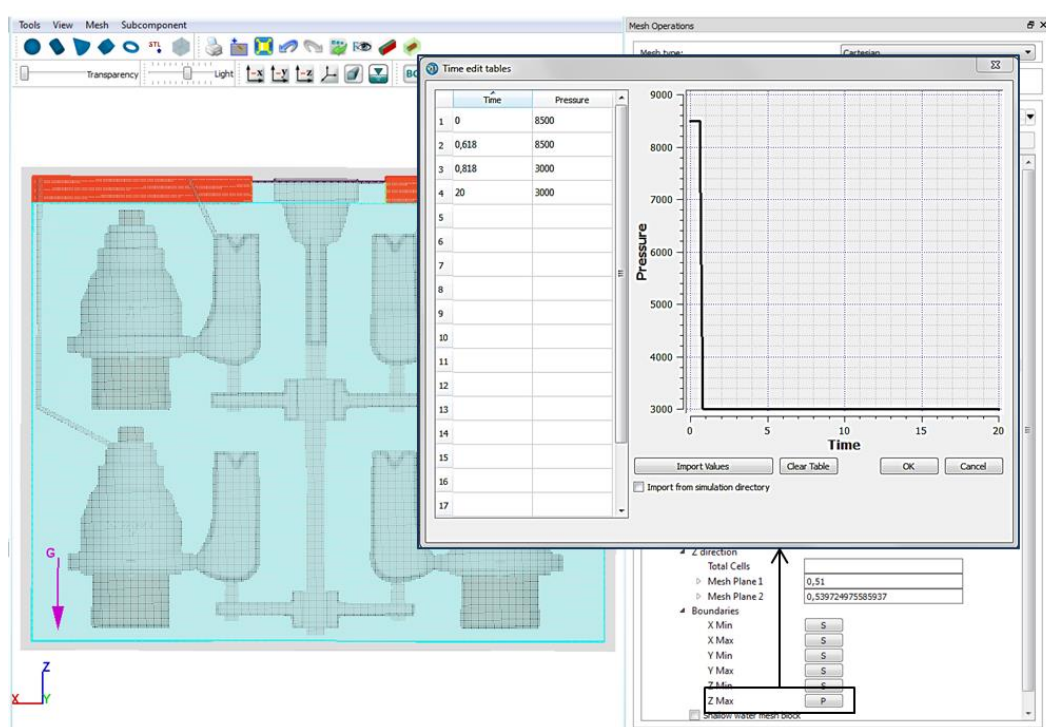 Tools View Mesh Subcomponent
Mesh Operations
STL
Mesh type: Cartesian
Transparency
Light
-x -y -z
BC
Time edit tables
Time Pressure
1 0 8500
2 0,618 8500
3 0,818 3000
4 20 3000
5
6
7
8
9
10
11
12
13
14
15
16
17
9000
8000
7000
6000
5000
4000
3000
Pressure
0 5 10 15 20
Time
Import Values Clear Table OK Cancel
Import from simulation directory
G
Z
X Y
Z direction
Total Cells
Mesh Plane 1 0,51
Mesh Plane 2 0,539724975585937
Boundaries
X Min S
X Max S
Y Min S
Y Max S
Z Min S
Z Max P
Shallow water mesh block